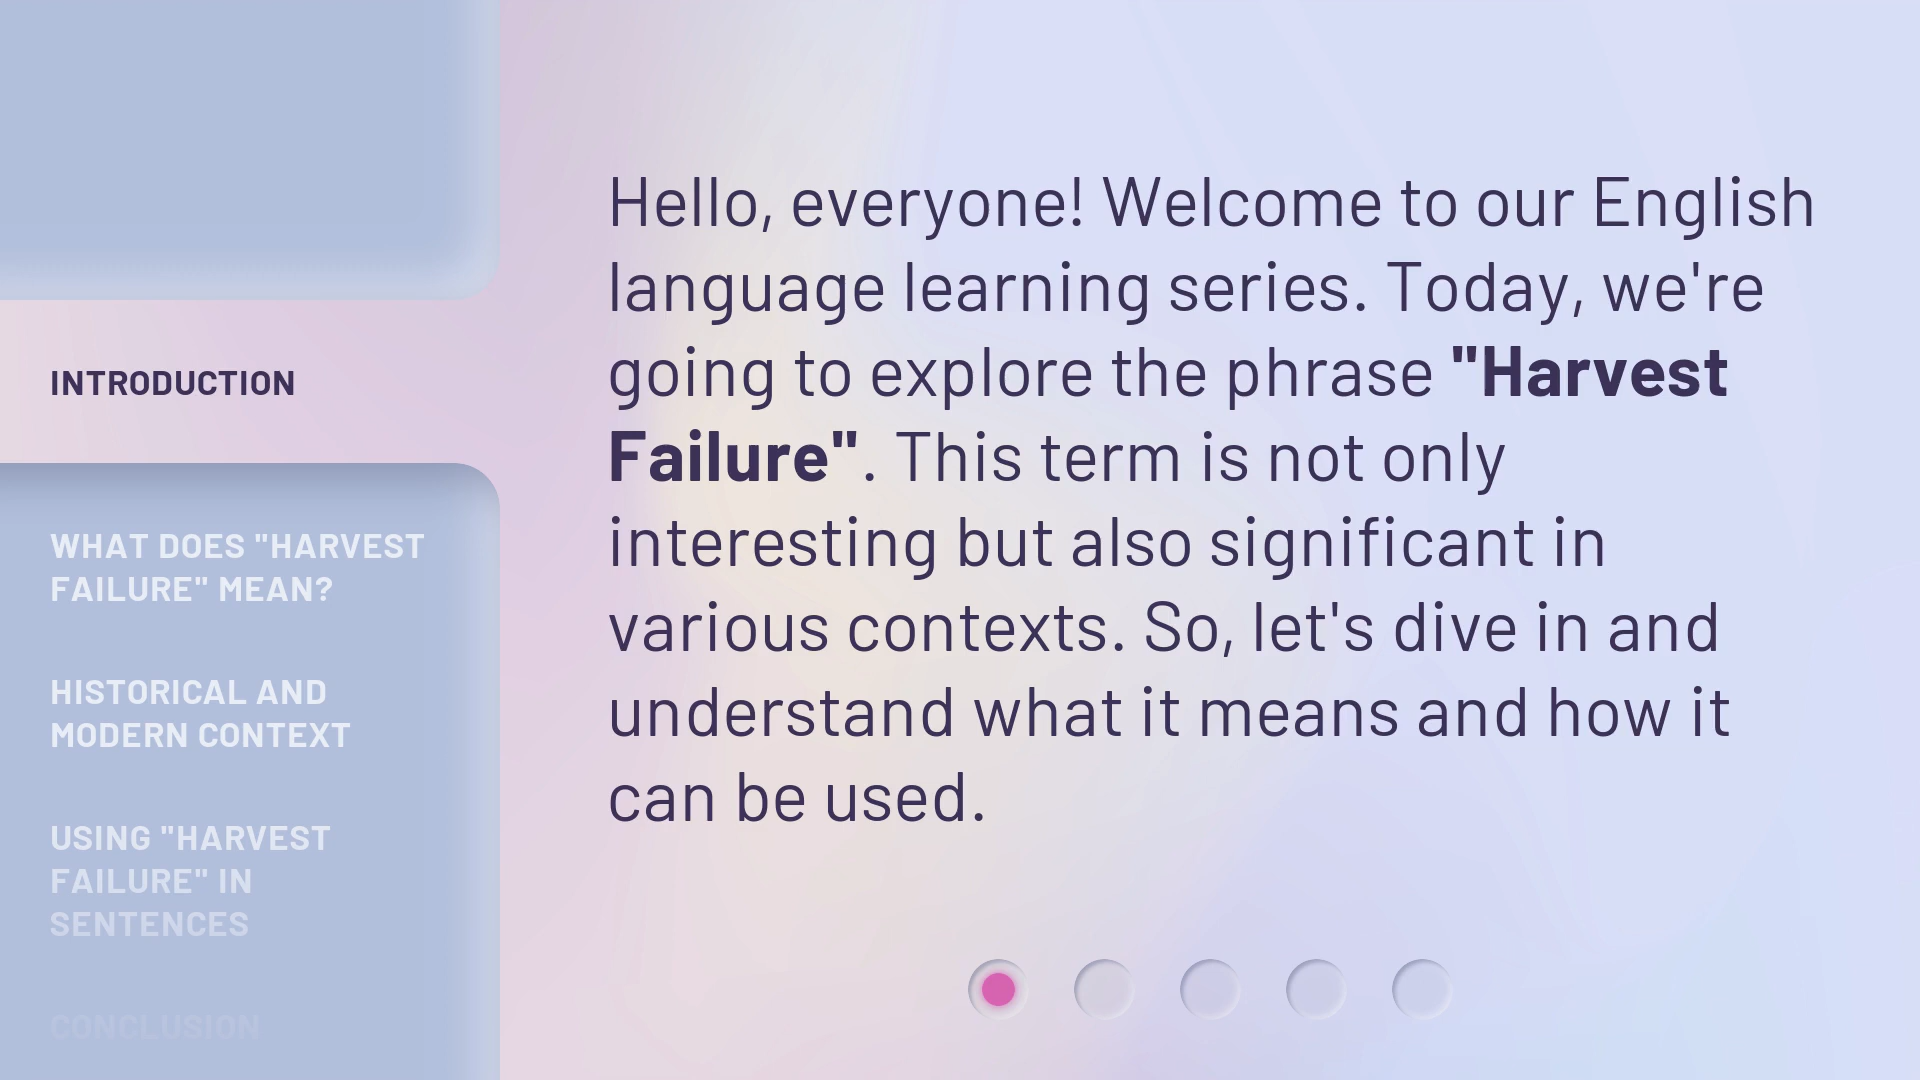 INTRODUCTION
WHAT DOES "HARVEST
FAILURE" MEAN?
HISTORICAL AND
MODERN CONTEXT
USING "HARVEST
FAILURE" IN
SENTENCES
CONCLUSION
Hello, everyone! Welcome to our English
language learning series. Today, we're
going to explore the phrase "Harvest
Failure". This term is not only
interesting but also significant in
various contexts. So, let's dive in and
understand what it means and how it
can be used.